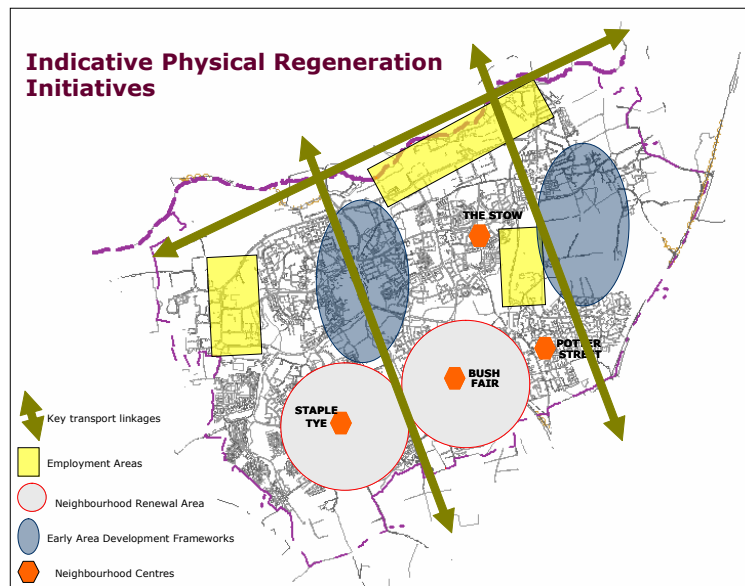 Indicative Physical Regeneration
Initiatives
THE STOW
POTTER
STREET
BUSH
FAIR
STAPLE
TYE
Key transport linkages
Employment Areas
Neighbourhood Renewal Area
Early Area Development Frameworks
Neighbourhood Centres